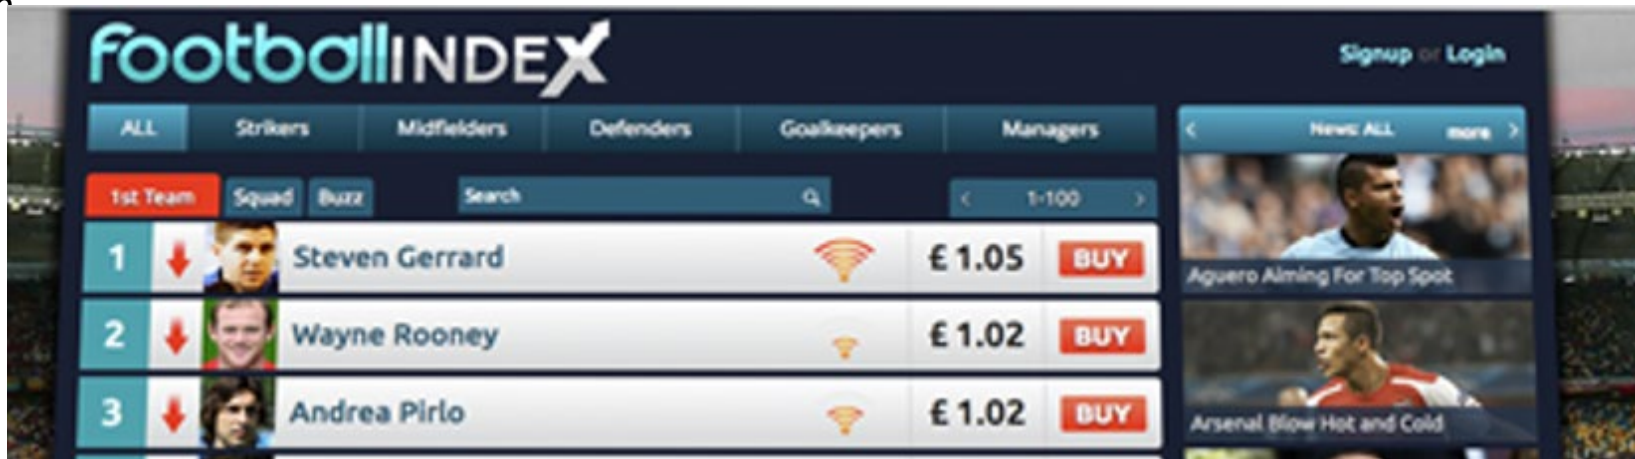 footballINDEX
Signup or Login
ALL Strikers Midfielders Defenders Goalkeepers Managers
< News: ALL more >
1st Team Squad Buzz Search < 1-100 >
1 Steven Gerrard £ 1.05 BUY
Aguero Aiming For Top Spot
2 Wayne Rooney £ 1.02 BUY
3 Andrea Pirlo £ 1.02 BUY
Arsenal Blow Hot and Cold